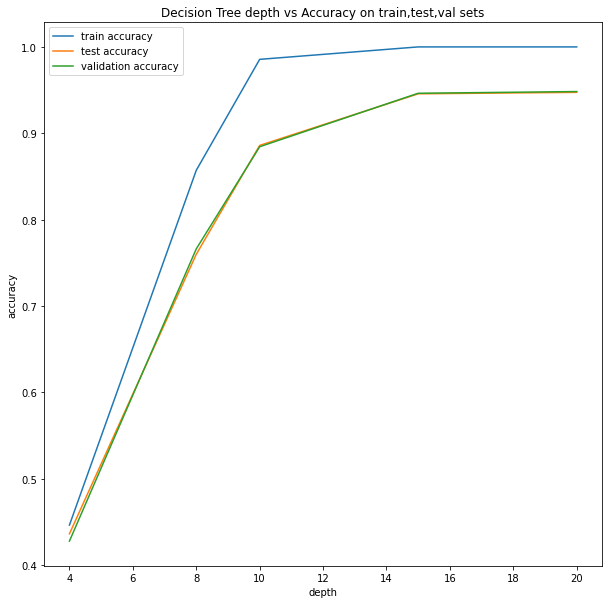 Decision Tree depth vs Accuracy on train,test,val sets
train accuracy
test accuracy
validation accuracy
1.0
0.9
0.8
0.7
0.6
0.5
0.4
accuracy
4 6 8 10 12 14 16 18 20
depth